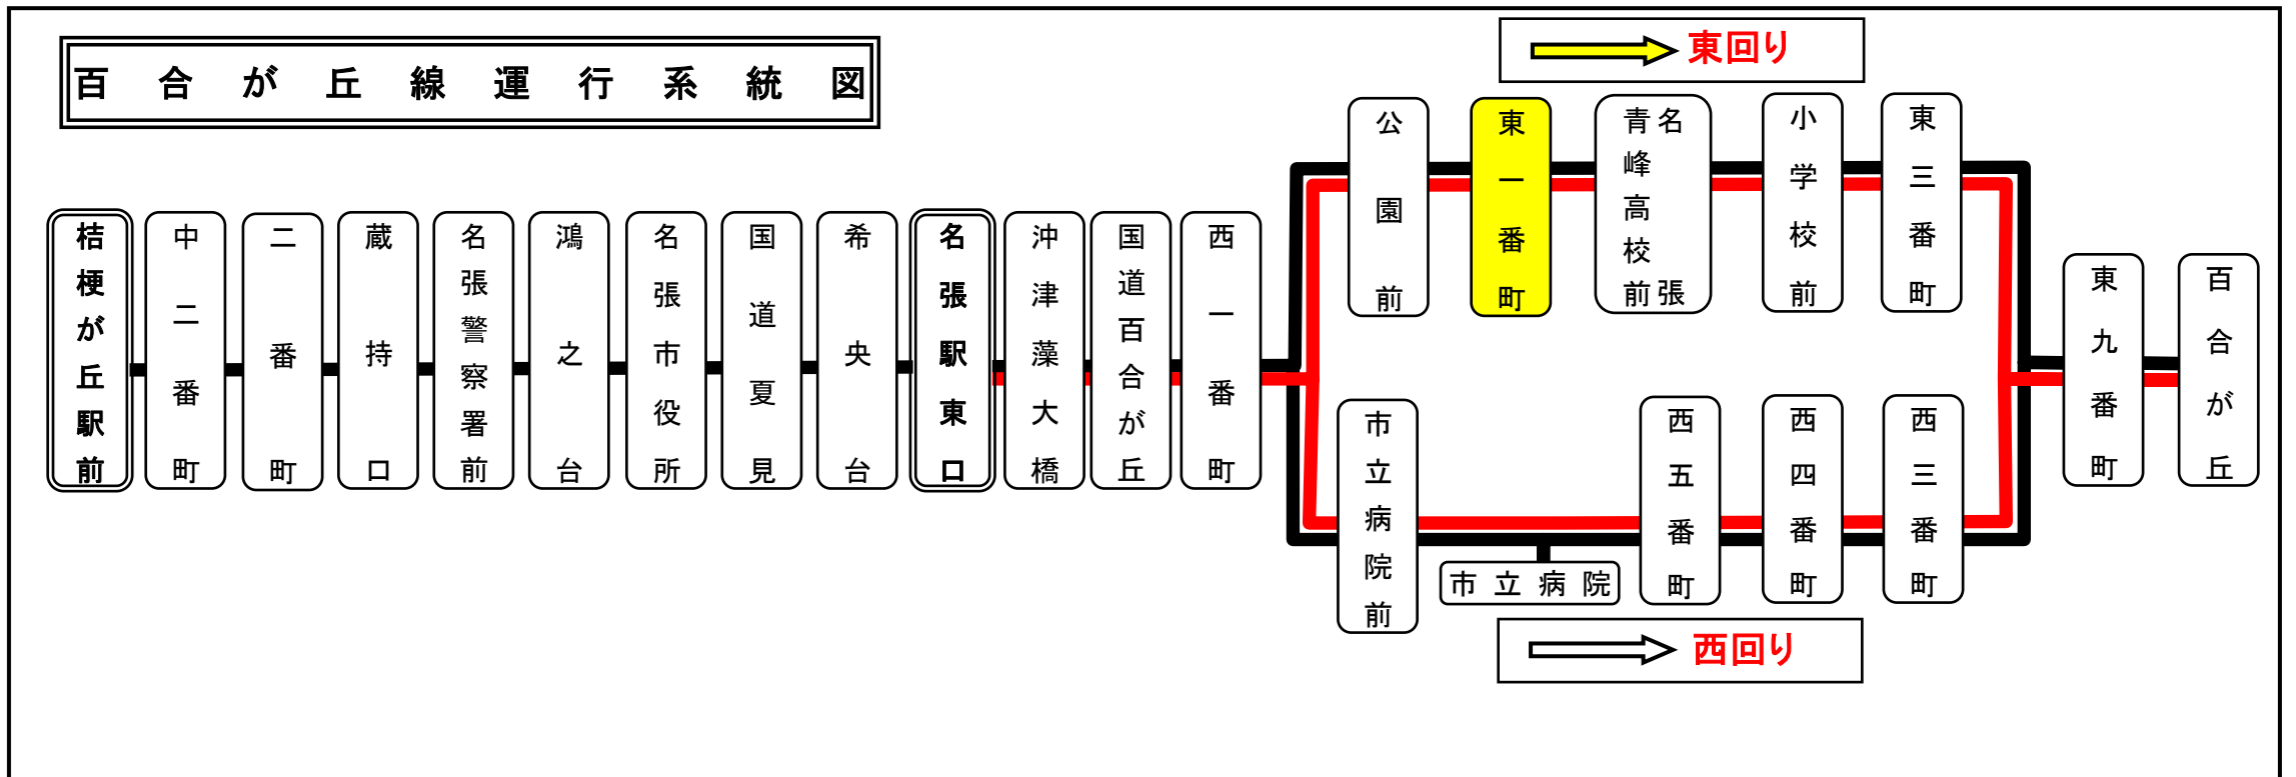 百合が丘線運行系統図
東回り
桔梗が丘駅前
中二番町
二番町
蔵持口
名張警察署前
鴻之台
名張市役所
国道夏見
希央台
名張駅東口
沖津藻大橋
国道百合が丘
西一番町
公園前
東一番町
名張
青峰高校前
小学校前
東三番町
市立病院前
市立病院
西五番町
西四番町
西三番町
東九番町
百合が丘
西回り